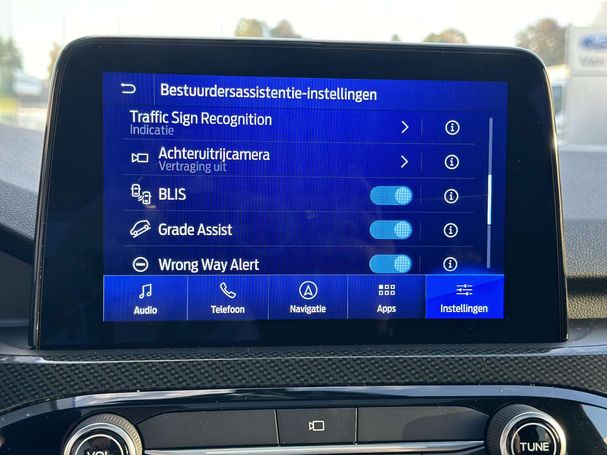 Bestuurdersassistentie-instellingen
Traffic Sign Recognition
Indicatie
Achteruitrijcamera
Vertraging uit
BLIS
Grade Assist
Wrong Way Alert
Audio
Telefoon
Navigatie
Apps
Instellingen
VOL
TUNE